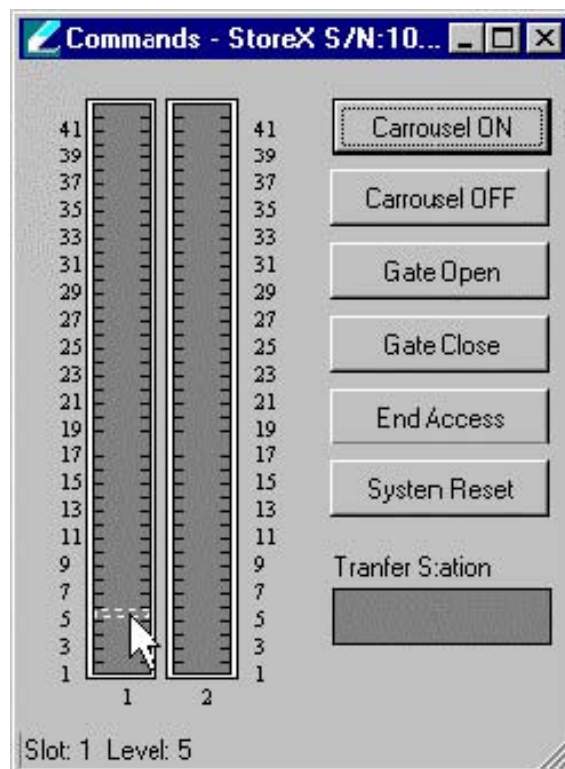 Commands - StoreX S/N:10...
41 41
39 39
37 37
35 35
33 33
31 31
29 29
27 27
25 25
23 23
21 21
19 19
17 17
15 15
13 13
11 11
9 9
7 7
5 5
3 3
1 1
1 2
Carrousel ON
Carrousel OFF
Gate Open
Gate Close
End Access
Systen Reset
Tranfer S:ation
Slot: 1 Level: 5